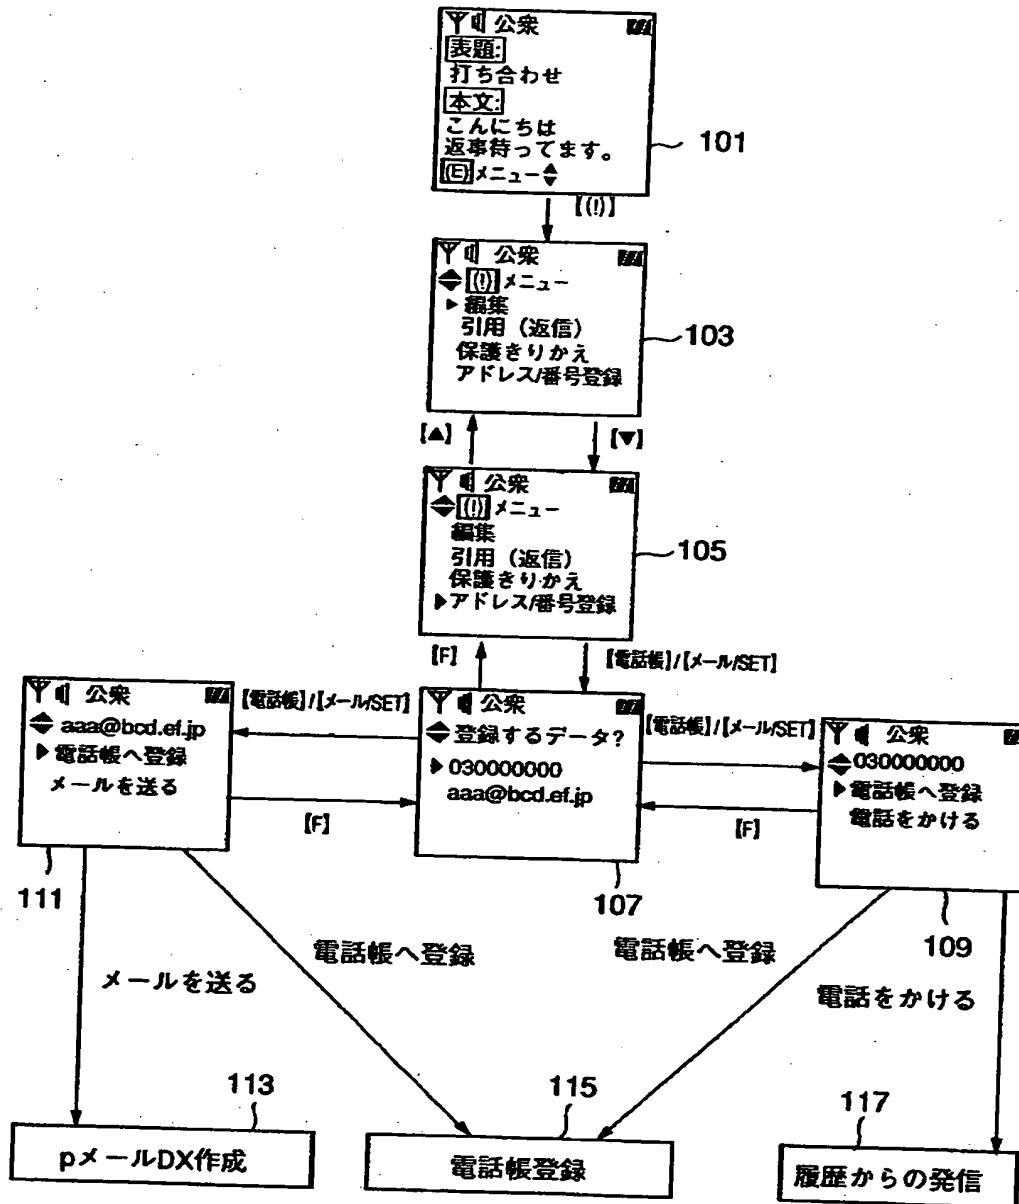 公衆
表題:
打ち合わせ
本文:
こんにちは
返事待ってます。
(E)メニュー
101
【(!)】
公衆
(!)メニュー
編集
引用（返信）
保護きりかえ
アドレス/番号登録
103
【▲】
【▼】
公衆
(!)メニュー
編集
引用（返信）
保護きりかえ
アドレス/番号登録
105
【F】
【電話帳】/【メール/SET】
公衆
aaa@bcd.ef.jp
電話帳へ登録
メールを送る
111
【電話帳】/【メール/SET】
【F】
公衆
登録するデータ?
030000000
aaa@bcd.ef.jp
107
【電話帳】/【メール/SET】
【F】
公衆
030000000
電話帳へ登録
電話をかける
109
メールを送る
電話帳へ登録
電話帳へ登録
電話をかける
113
pメールDX作成
115
電話帳登録
117
履歴からの発信